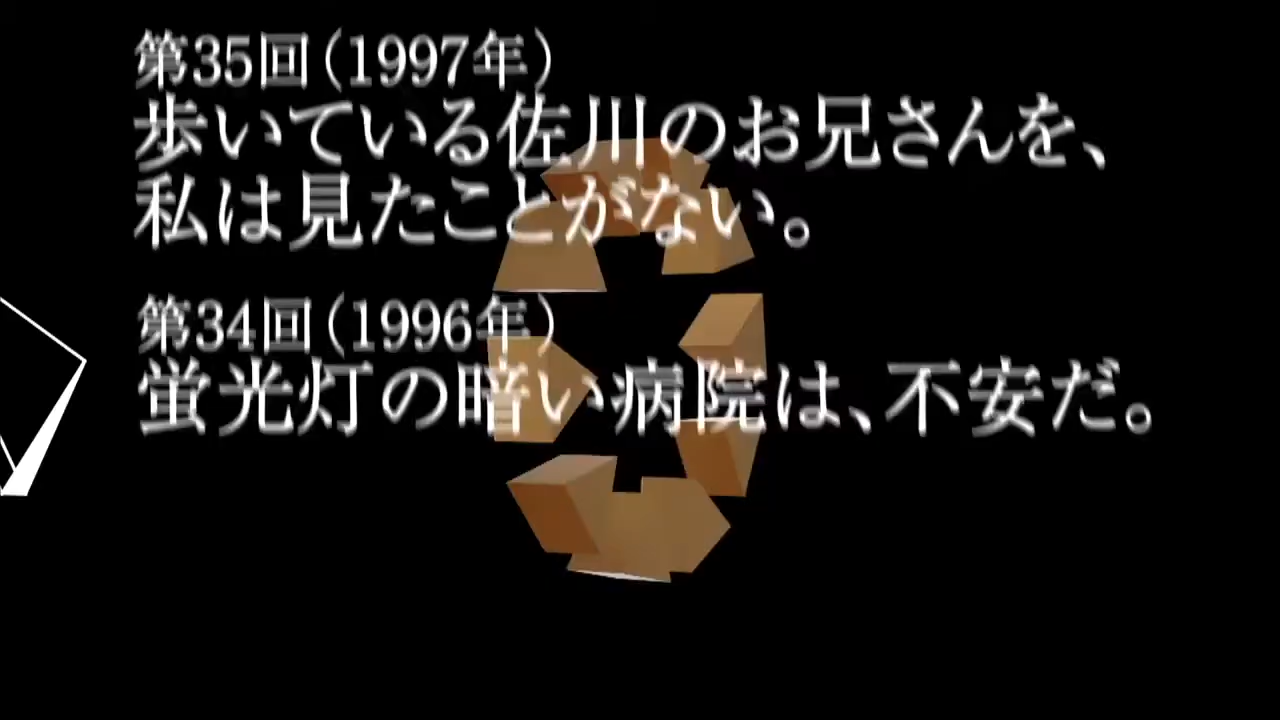 第35回（1997年）
歩いている佐川のお兄さんを、
私は見たことがない。
第34回（1996年）
蛍光灯の暗い病院は、不安だ。